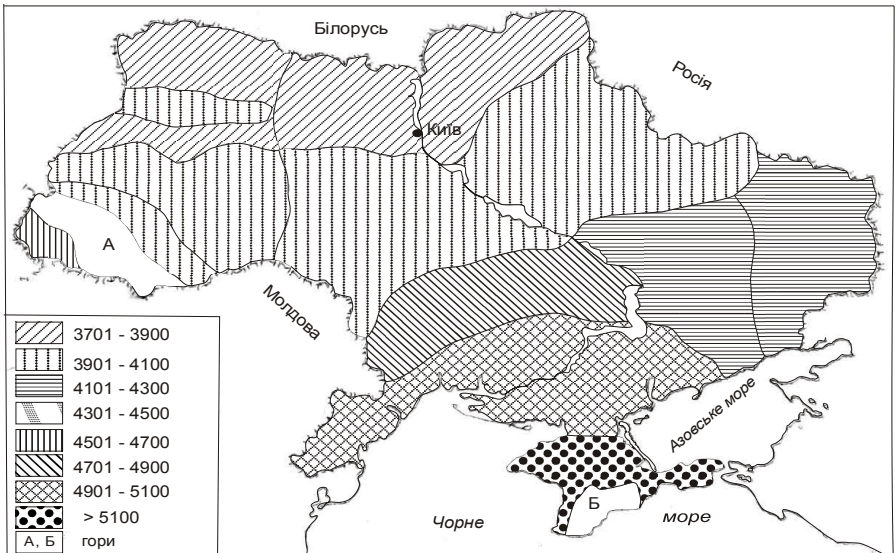 Білорусь
Росія
Київ
А
Молдова
3701 - 3900
3901 - 4100
4101 - 4300
4301 - 4500
4501 - 4700
4701 - 4900
4901 - 5100
> 5100
А, Б гори
Азовське море
Б
Чорне море